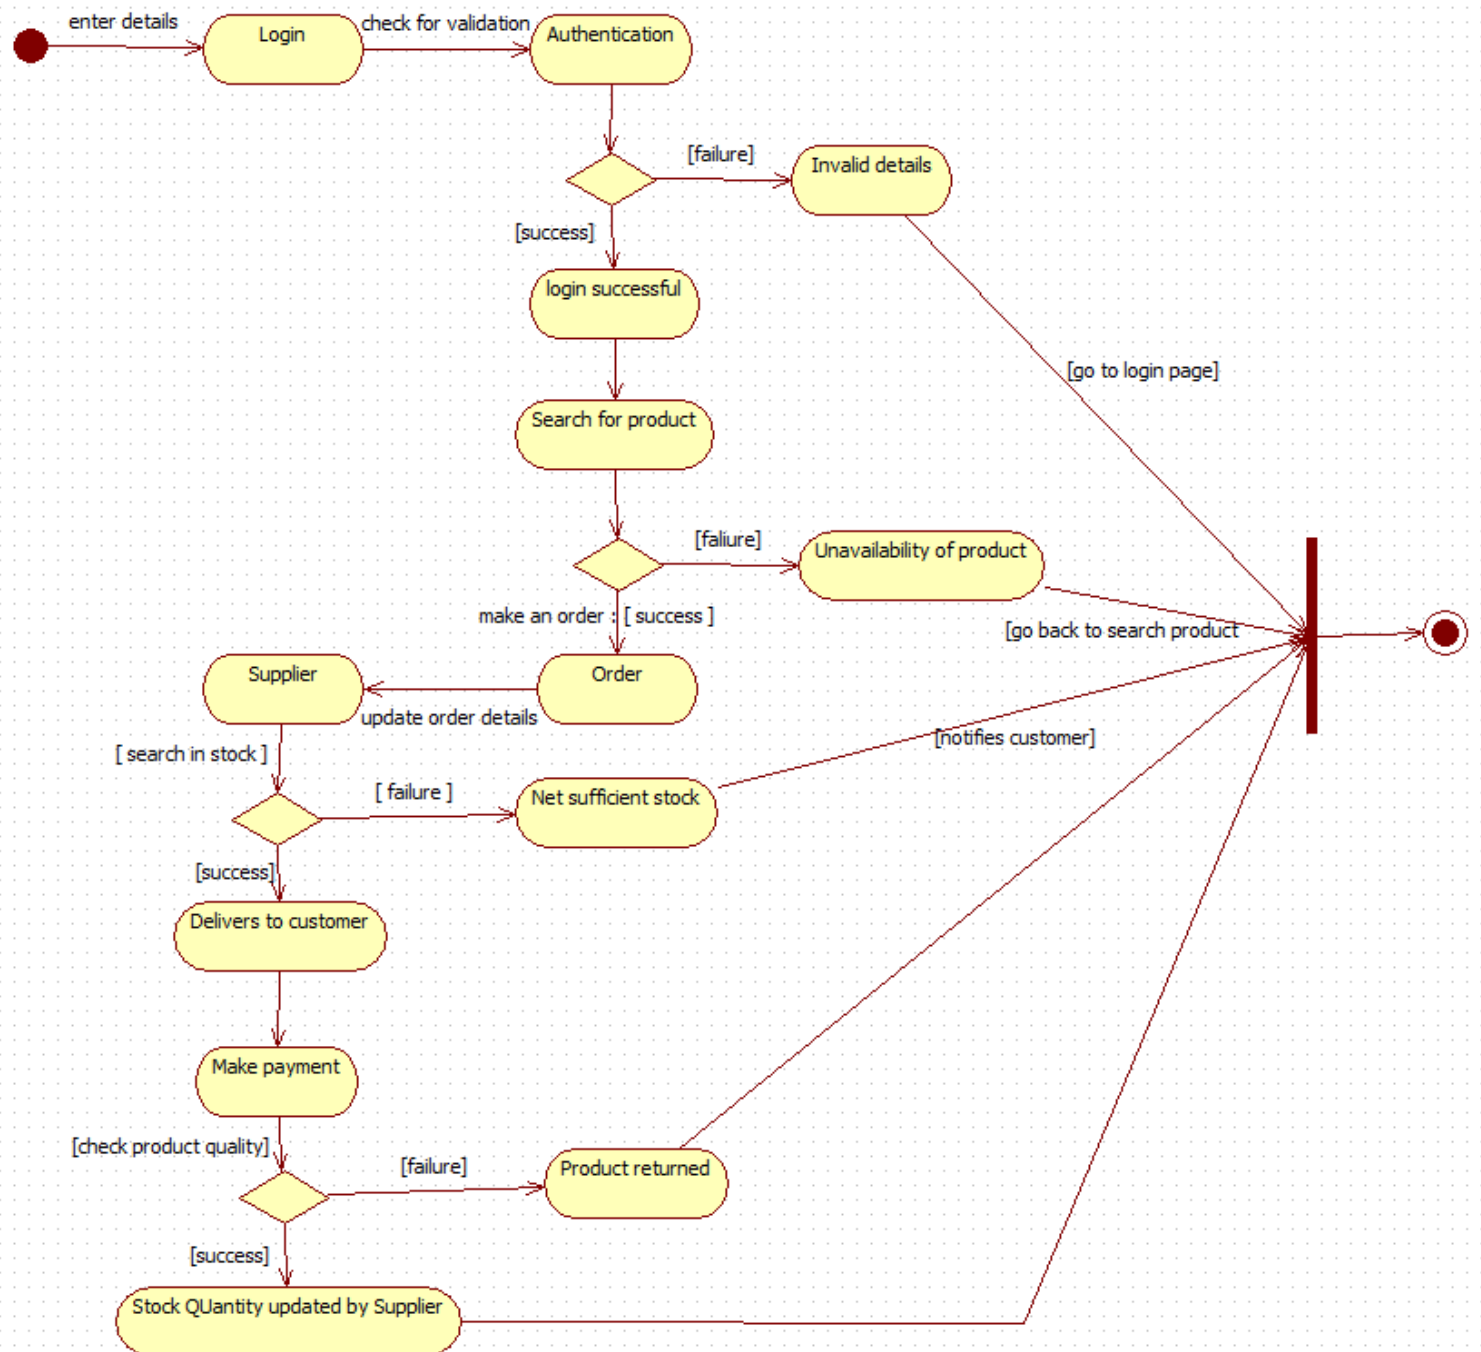 enter details
Login
check for validation
Authentication
[failure]
Invalid details
[success]
login successful
[go to login page]
Search for product
[faliure]
Unavailability of product
make an order : [ success ]
[go back to search product
Supplier
Order
update order details
[ search in stock ]
[notifies customer]
[ failure ]
Net sufficient stock
[success]
Delivers to customer
Make payment
[check product quality]
[failure]
Product returned
[success]
Stock QUantity updated by Supplier